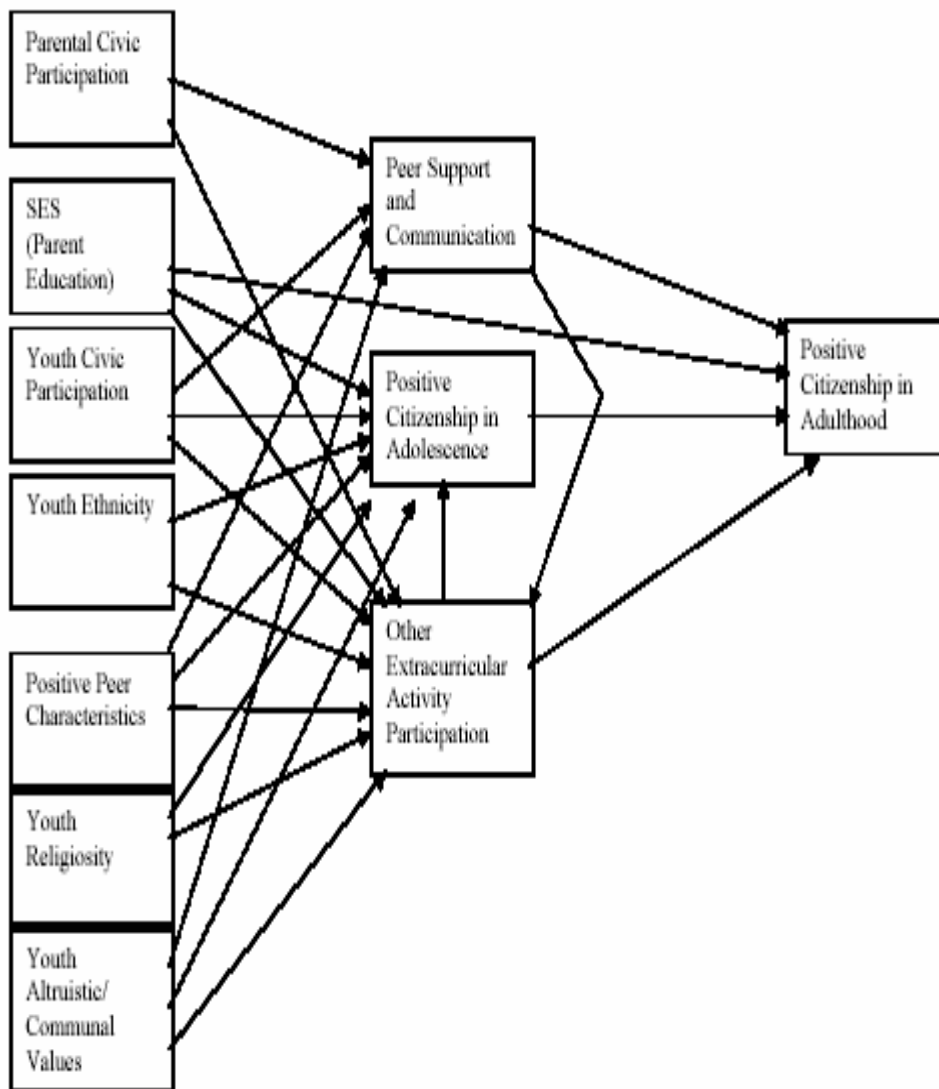 Parental Civic
Participation
SES
(Parent
Education)
Youth Civic
Participation
Youth Ethnicity
Positive Peer
Characteristics
Youth
Religiosity
Youth
Altruistic/
Communal
Values
Peer Support
and
Communication
Positive
Citizenship in
Adolescence
Other
Extracurricular
Activity
Participation
Positive
Citizenship in
Adulthood